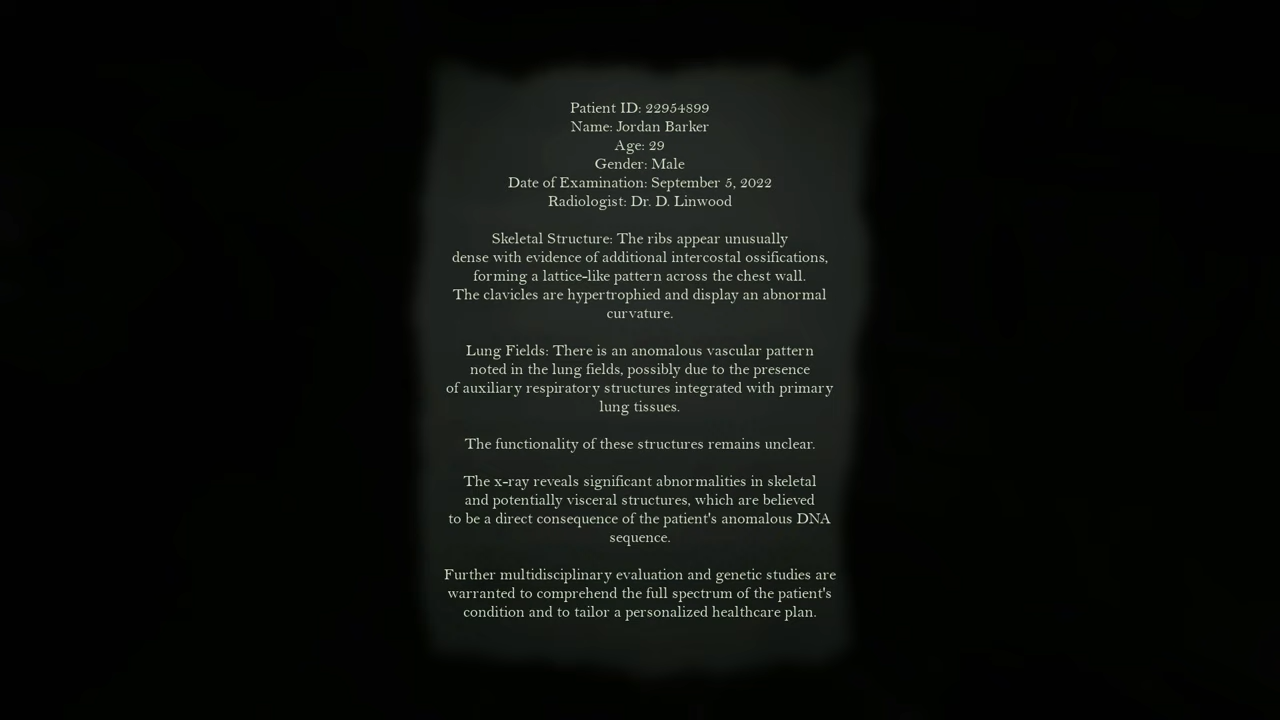 Patient ID: 22954899
Name: Jordan Barker
Age: 29
Gender: Male
Date of Examination: September 5, 2022
Radiologist: Dr. D. Linwood
Skeletal Structure: The ribs appear unusually
dense with evidence of additional intercostal ossifications,
forming a lattice-like pattern across the chest wall.
The clavicles are hypertrophied and display an abnormal
curvature.
Lung Fields: There is an anomalous vascular pattern
noted in the lung fields, possibly due to the presence
of auxiliary respiratory structures integrated with primary
lung tissues.
The functionality of these structures remains unclear.
The x-ray reveals significant abnormalities in skeletal
and potentially visceral structures, which are believed
to be a direct consequence of the patient's anomalous DNA
sequence.
Further multidisciplinary evaluation and genetic studies are
warranted to comprehend the full spectrum of the patient's
condition and to tailor a personalized healthcare plan.